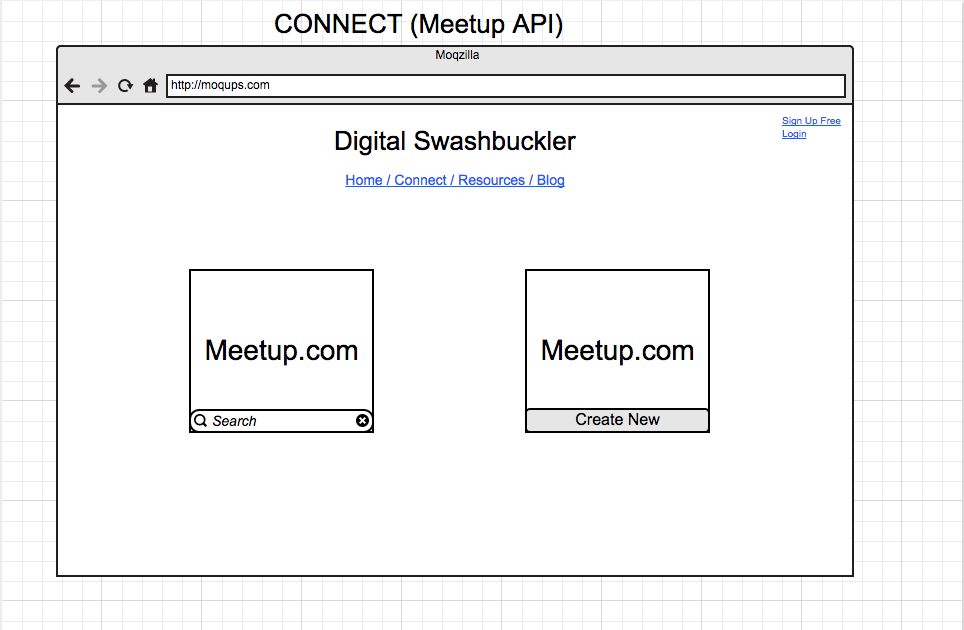 CONNECT (Meetup API)
Moqzilla
http://moqups.com
Sign Up Free
Login
Digital Swashbuckler
Home / Connect / Resources / Blog
Meetup.com
Search
Meetup.com
Create New